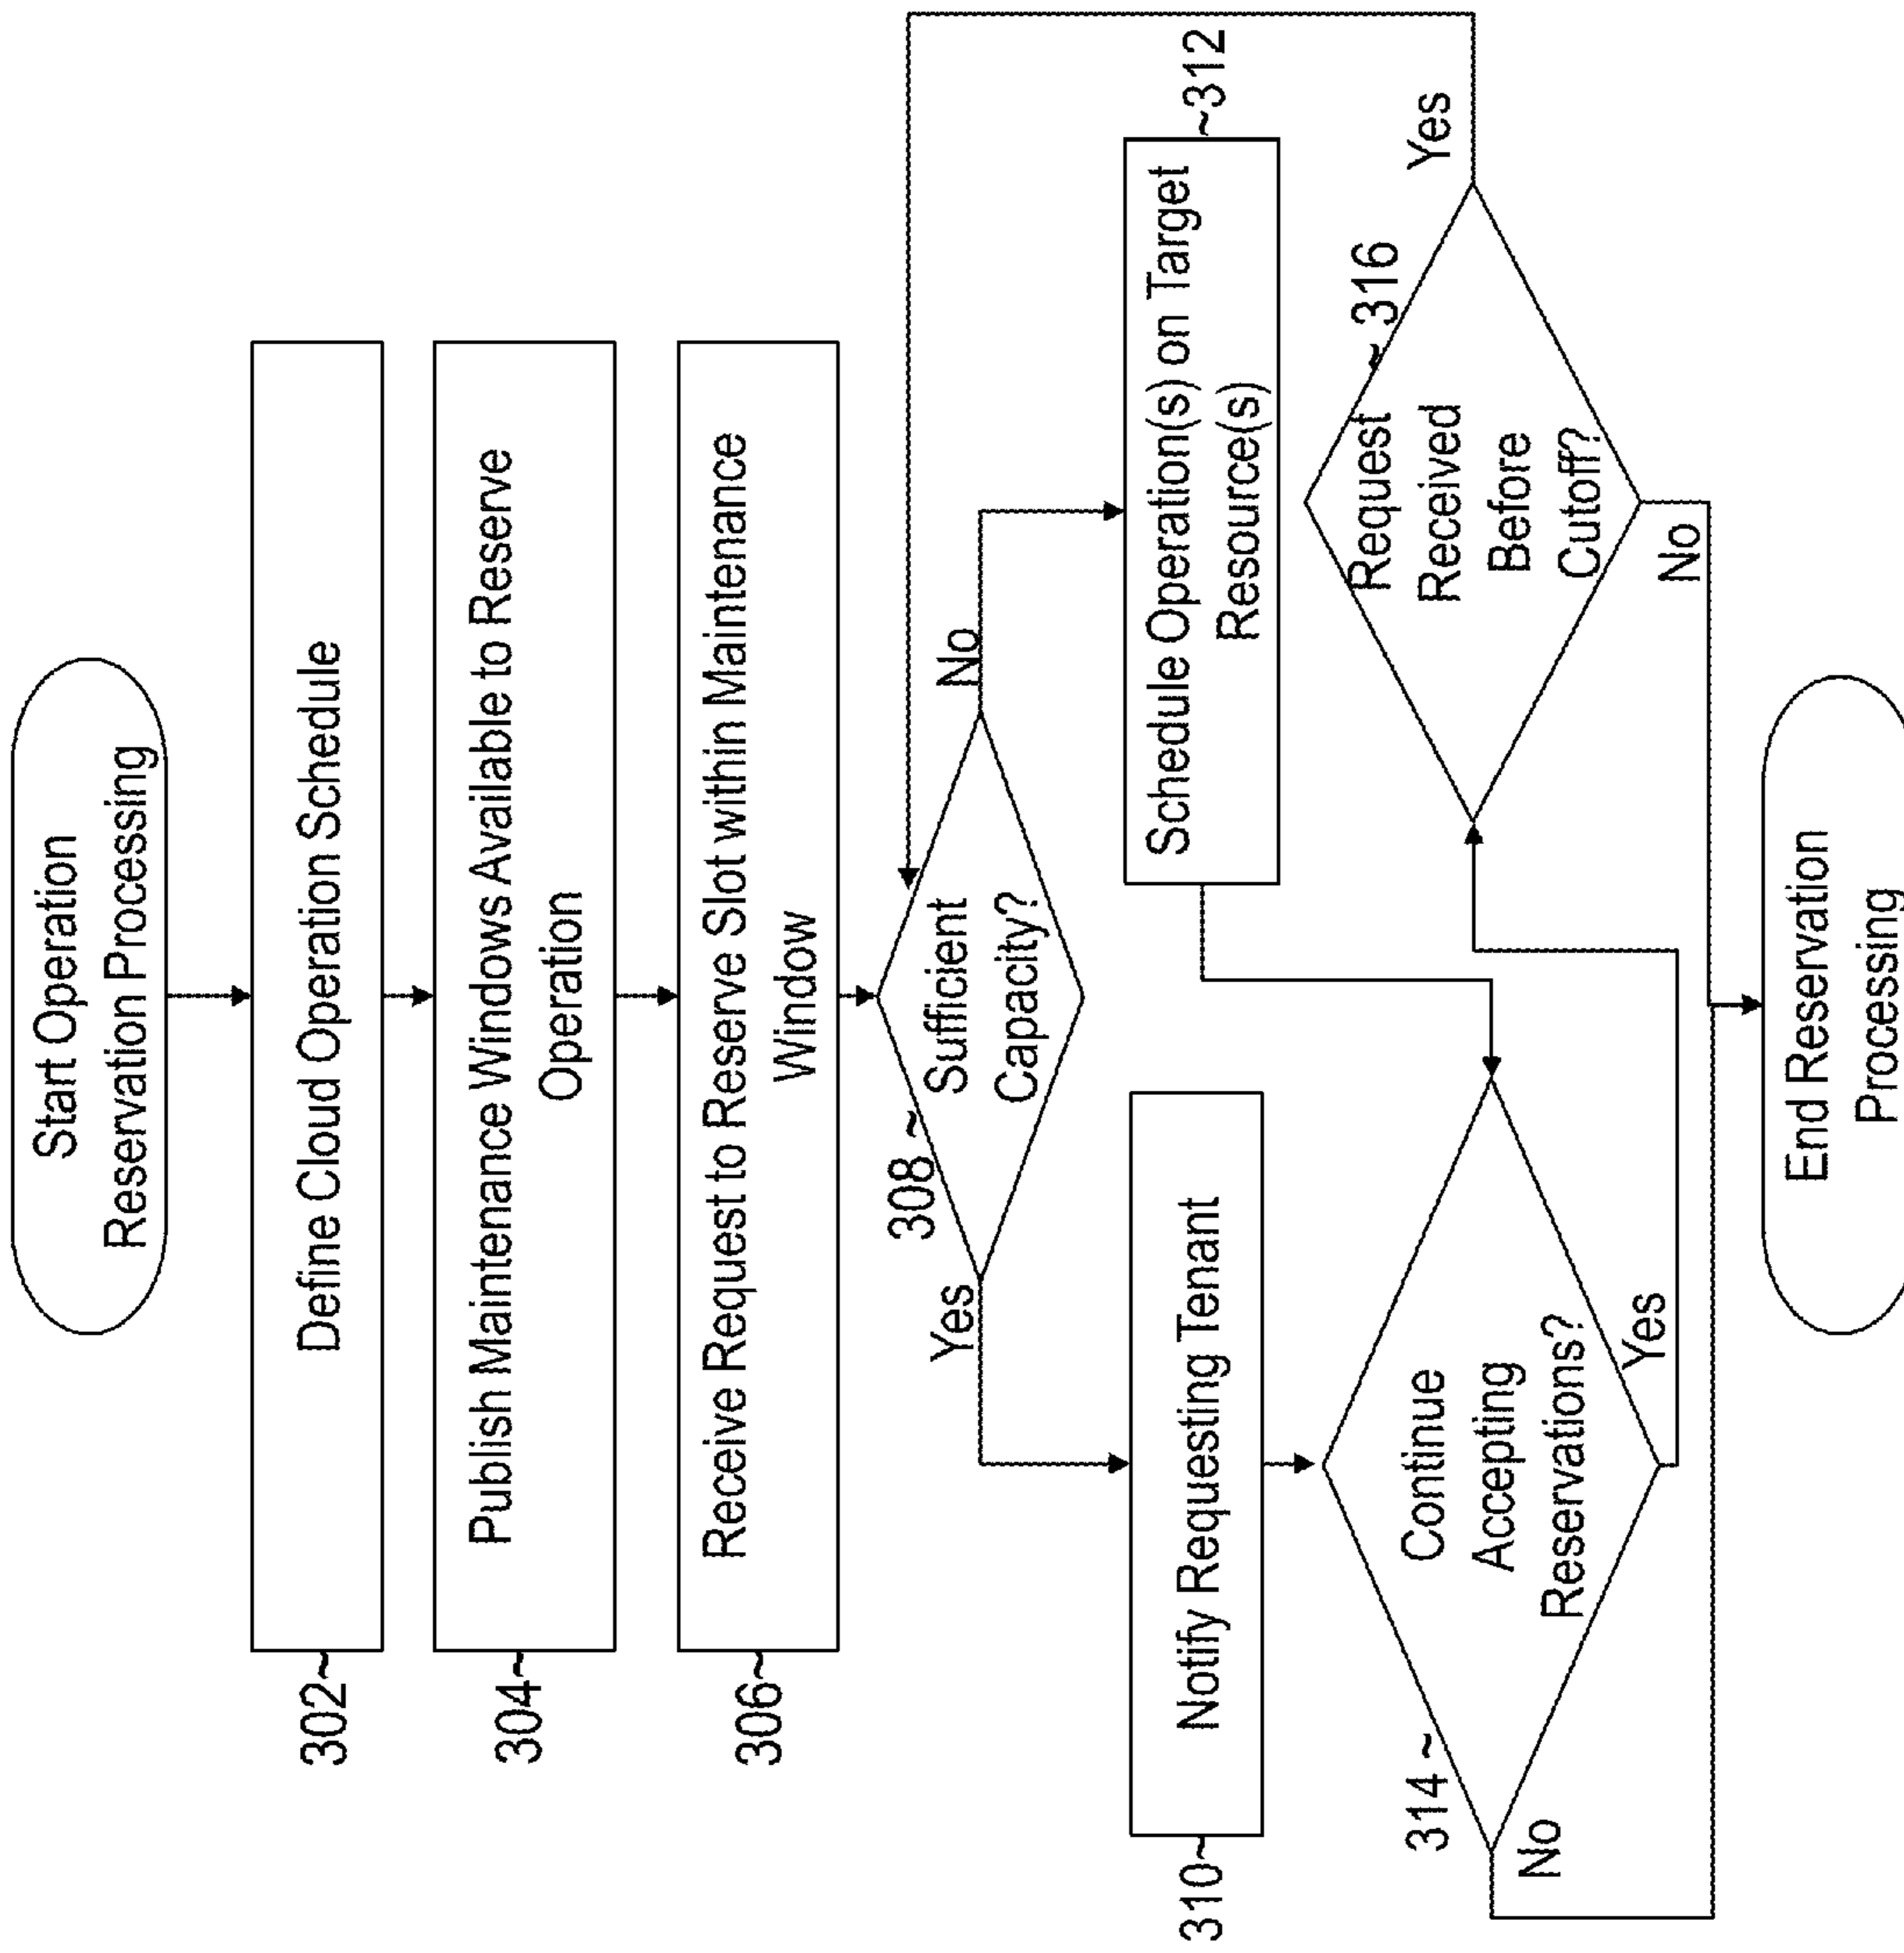 Start Operation
Reservation Processing
302~
Define Cloud Operation Schedule
304~
Publish Maintenance Windows Available to Reserve
Operation
306~
Receive Request to Reserve Slot within Maintenance
Window
308 ~
Sufficient
Capacity?
Yes
No
310~
Notify Requesting Tenant
Schedule Operation(s) on Target
Resource(s)
~312
314 ~
Continue
Accepting
Reservations?
No
Yes
~ 316
Request
Received
Before
Cutoff?
Yes
No
End Reservation
Processing